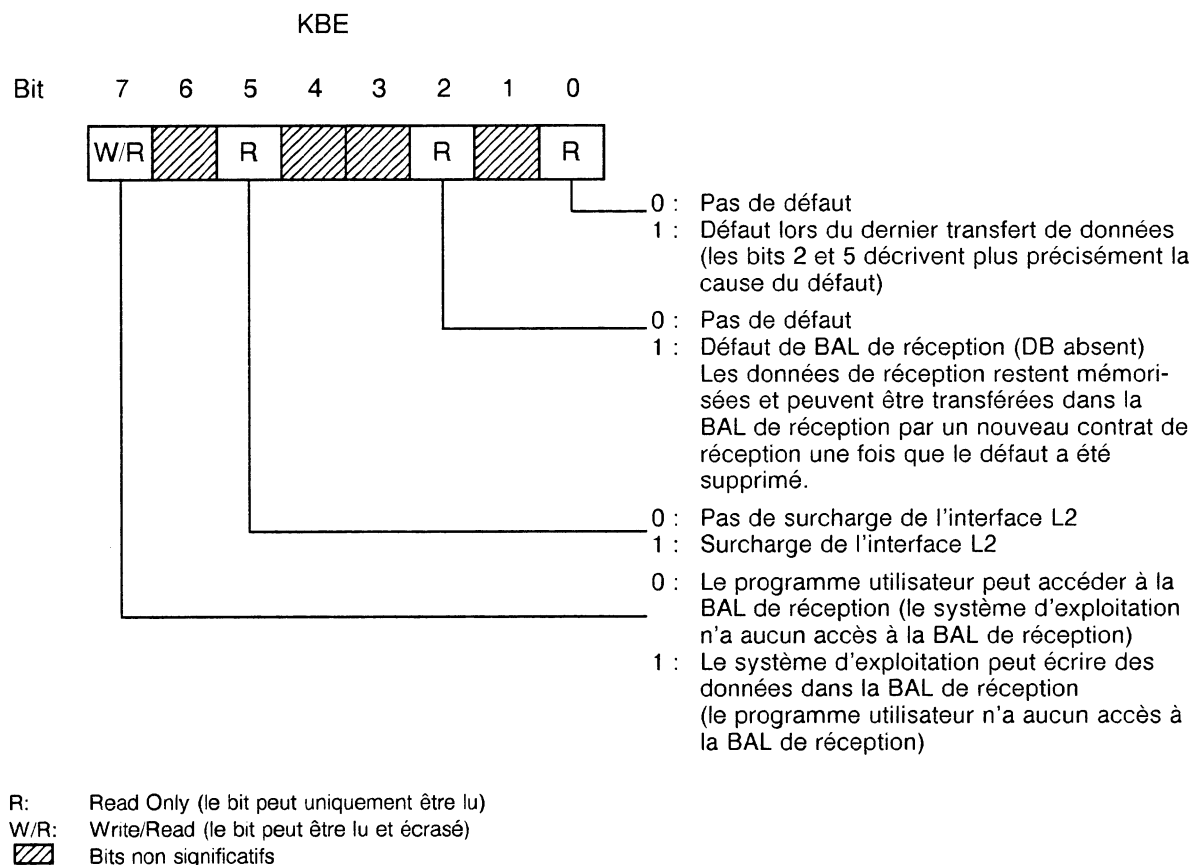 KBE
Bit 7 6 5 4 3 2 1 0
W/R R R R
0 : Pas de défaut
1 : Défaut lors du dernier transfert de données
(les bits 2 et 5 décrivent plus précisément la
cause du défaut)
0 : Pas de défaut
1 : Défaut de BAL de réception (DB absent)
Les données de réception restent mémori-
sées et peuvent être transférées dans la
BAL de réception par un nouveau contrat de
réception une fois que le défaut a été
supprimé.
0 : Pas de surcharge de l'interface L2
1 : Surcharge de l'interface L2
0 : Le programme utilisateur peut accéder à la
BAL de réception (le système d'exploitation
n'a aucun accès à la BAL de réception)
1 : Le système d'exploitation peut écrire des
données dans la BAL de réception
(le programme utilisateur n'a aucun accès à
la BAL de réception)
R: Read Only (le bit peut uniquement être lu)
W/R: Write/Read (le bit peut être lu et écrasé)
Bits non significatifs